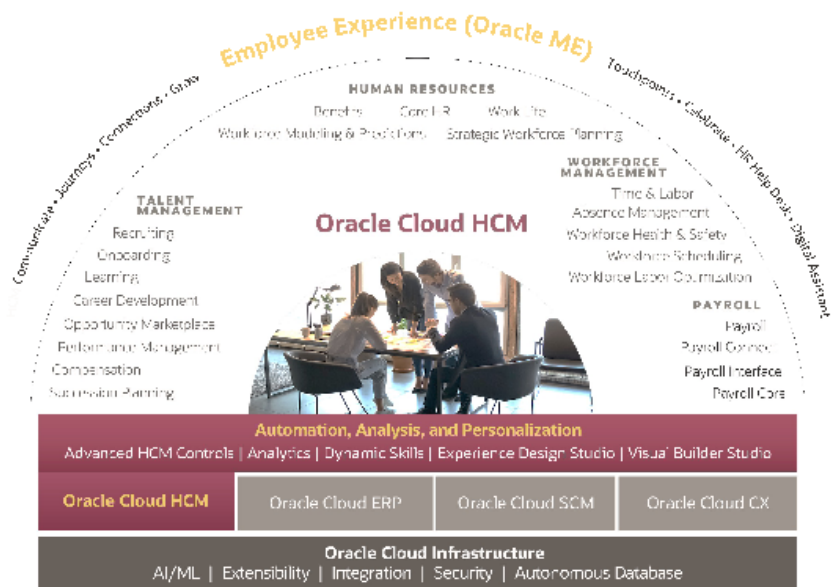 Employee Experience (Oracle ME)
Communicate • Journeys • Connections • Grow
Touchpoints • Celebrate • HR Help Desk • Digital Assistant
HUMAN RESOURCES
Benefits Core HR Work Life
Workforce Modeling & Predictions Strategic Workforce Planning
TALENT
MANAGEMENT
Recruiting
Onboarding
Learning
Career Development
Opportunity Marketplace
Performance Management
Compensation
Succession Planning
Oracle Cloud HCM
WORKFORCE
MANAGEMENT
Time & Labor
Absence Management
Workforce Health & Safety
Workforce Scheduling
Workforce Labor Optimization
PAYROLL
Payroll
Payroll Connect
Payroll Interface
Payroll Core
Automation, Analysis, and Personalization
Advanced HCM Controls | Analytics | Dynamic Skills | Experience Design Studio | Visual Builder Studio
Oracle Cloud HCM
Oracle Cloud ERP
Oracle Cloud SCM
Oracle Cloud CX
Oracle Cloud Infrastructure
AI/ML | Extensibility | Integration | Security | Autonomous Database